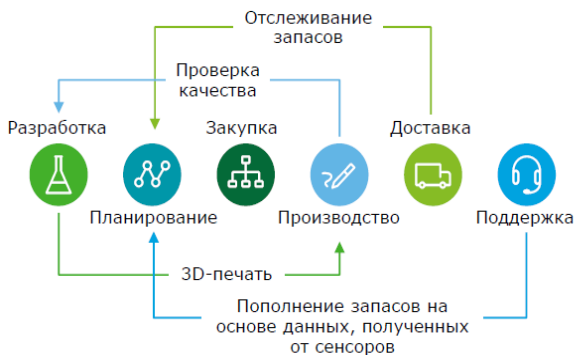 Отслеживание
запасов
Проверка
качества
Разработка
Закупка
Доставка
Планирование
Производство
Поддержка
3D-печать
Пополнение запасов на
основе данных, полученных
от сенсоров